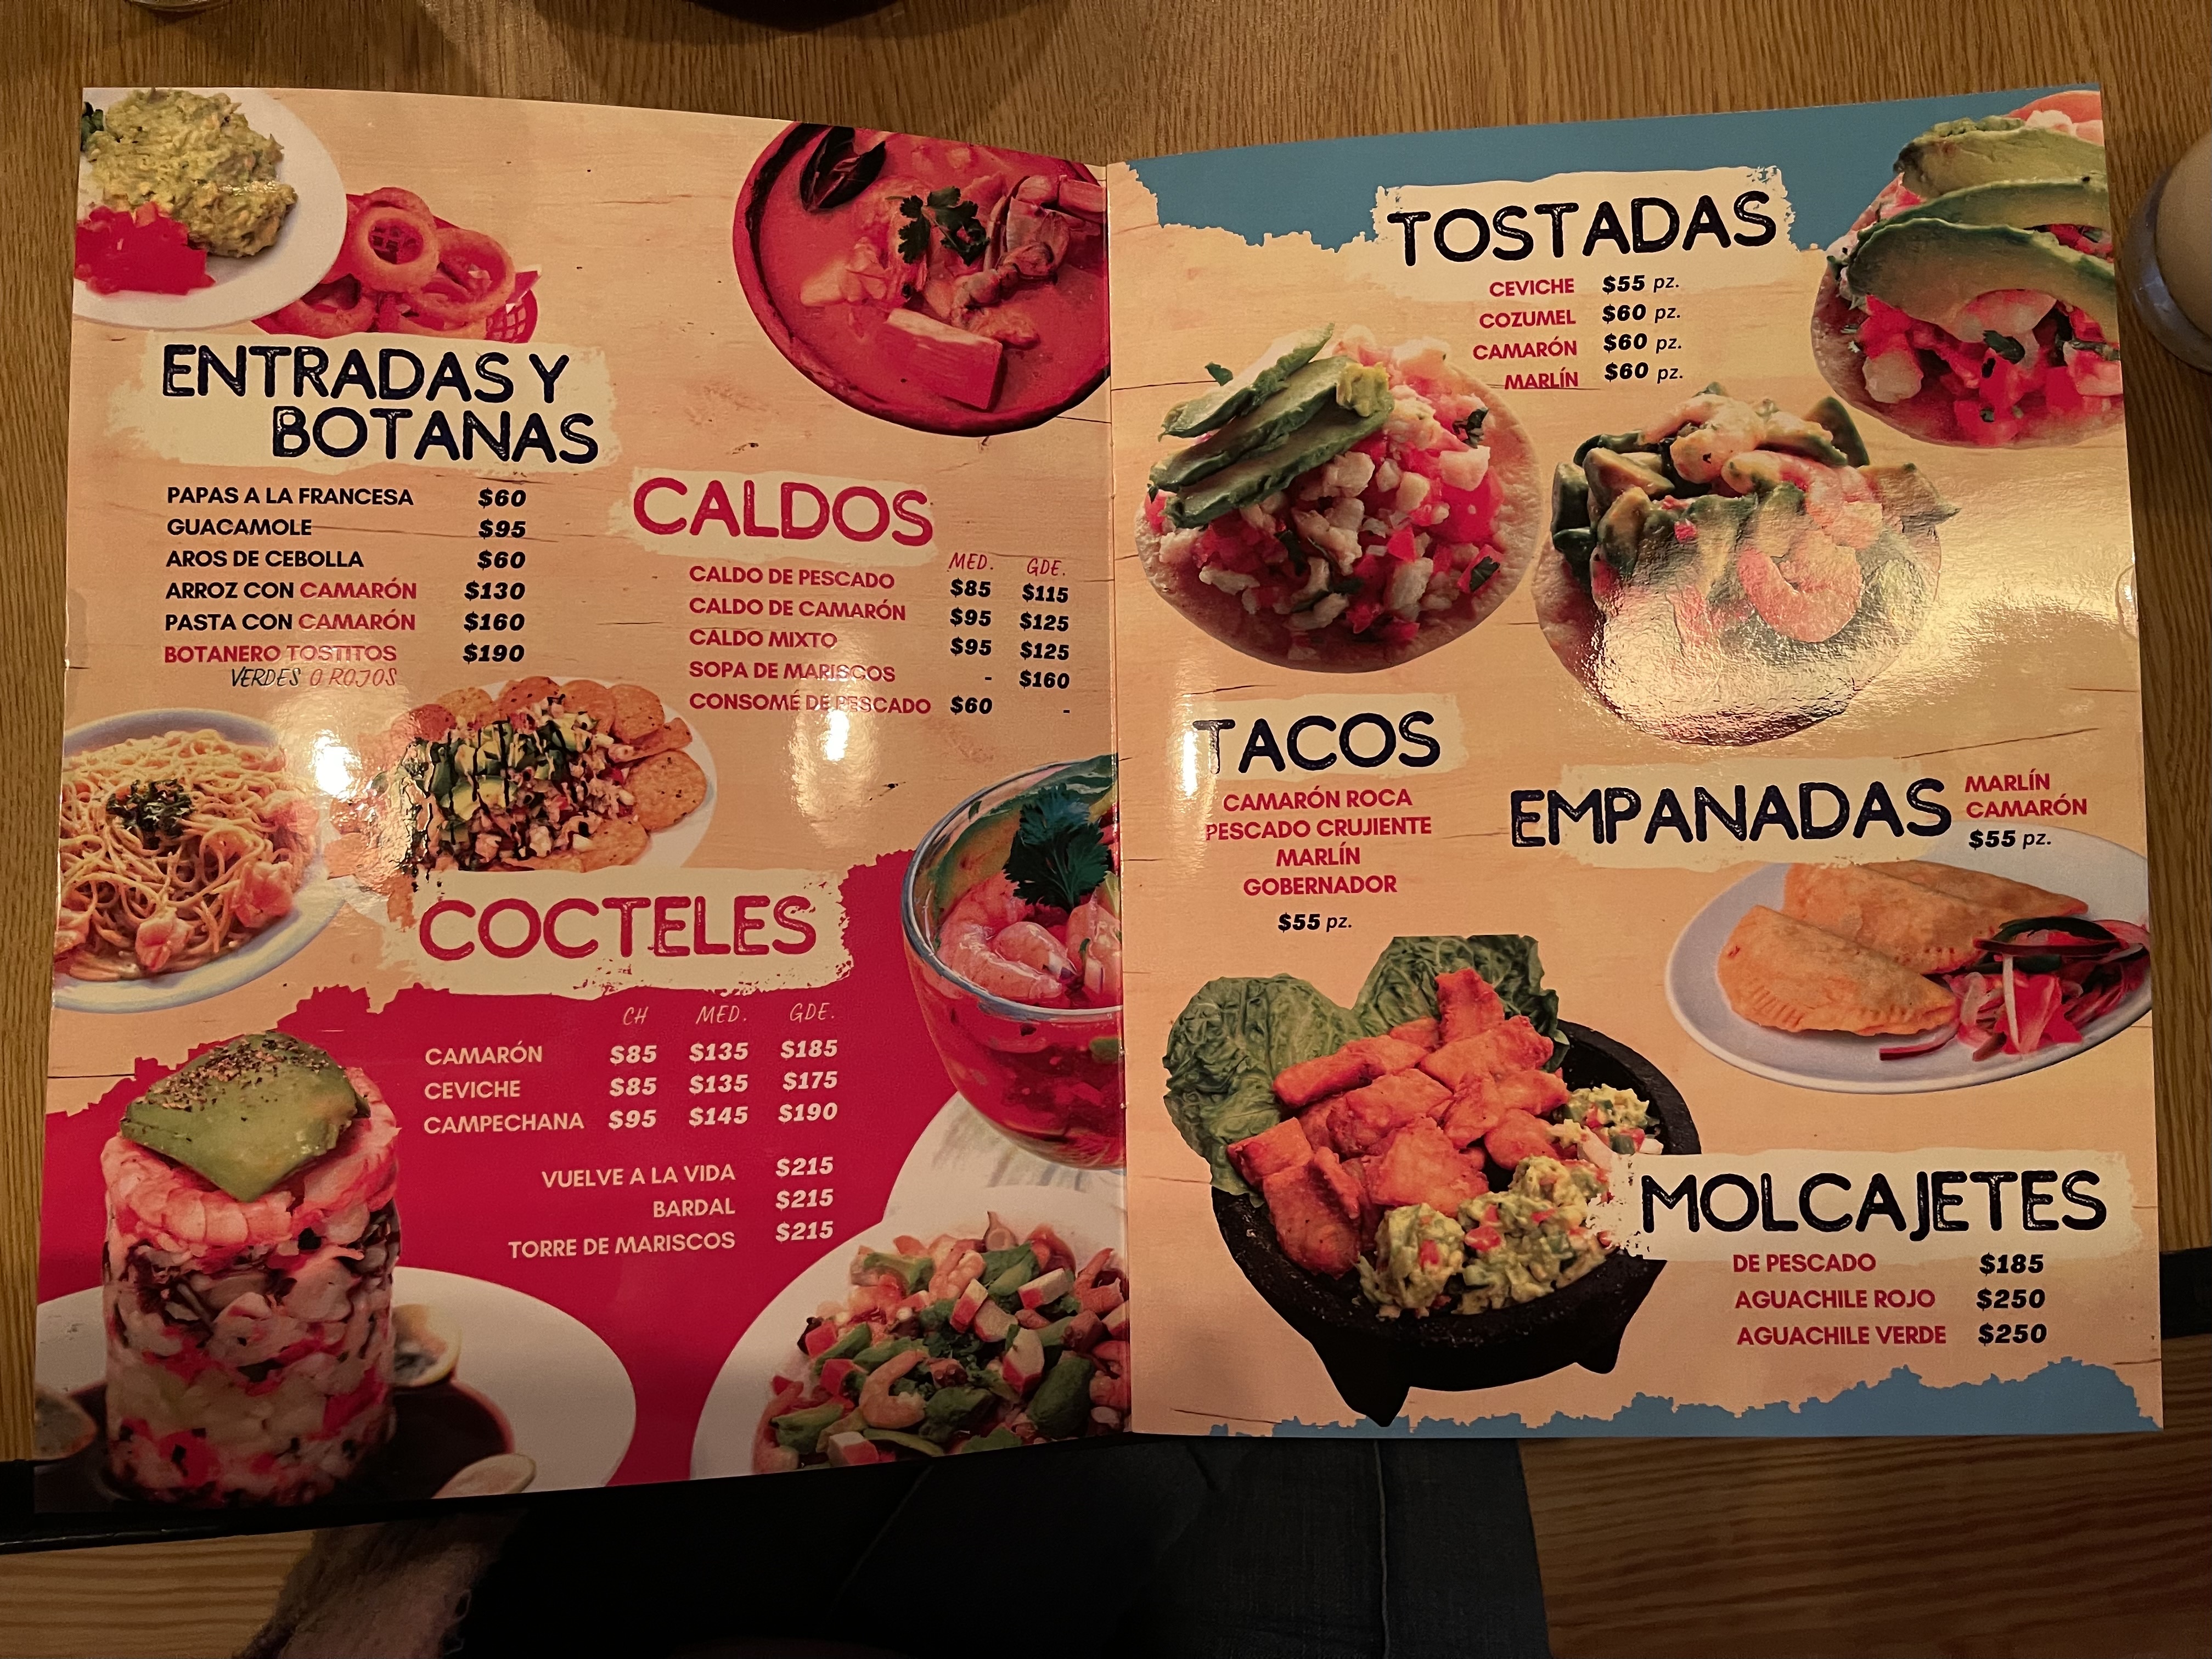 ENTRADAS Y
BOTANAS
PAPAS A LA FRANCESA $60
GUACAMOLE $95
AROS DE CEBOLLA $60
ARROZ CON CAMARÓN $130
PASTA CON CAMARÓN $160
BOTANERO TOSTITOS $190
VERDES O ROJOS
CALDOS
MED. GDE.
CALDO DE PESCADO $85 $115
CALDO DE CAMARÓN $95 $125
CALDO MIXTO $95 $125
SOPA DE MARISCOS - $160
CONSOMÉ DE PESCADO $60 -
COCTELES
CH MED. GDE.
CAMARÓN $85 $135 $185
CEVICHE $85 $135 $175
CAMPECHANA $95 $145 $190
VUELVE A LA VIDA $215
BARDAL $215
TORRE DE MARISCOS $215
TOSTADAS
CEVICHE $55 pz.
COZUMEL $60 pz.
CAMARÓN $60 pz.
MARLÍN $60 pz.
TACOS
CAMARÓN ROCA
PESCADO CRUJIENTE
MARLÍN
GOBERNADOR
$55 pz.
EMPANADAS
MARLÍN
CAMARÓN
$55 pz.
MOLCAJETES
DE PESCADO $185
AGUACHILE ROJO $250
AGUACHILE VERDE $250